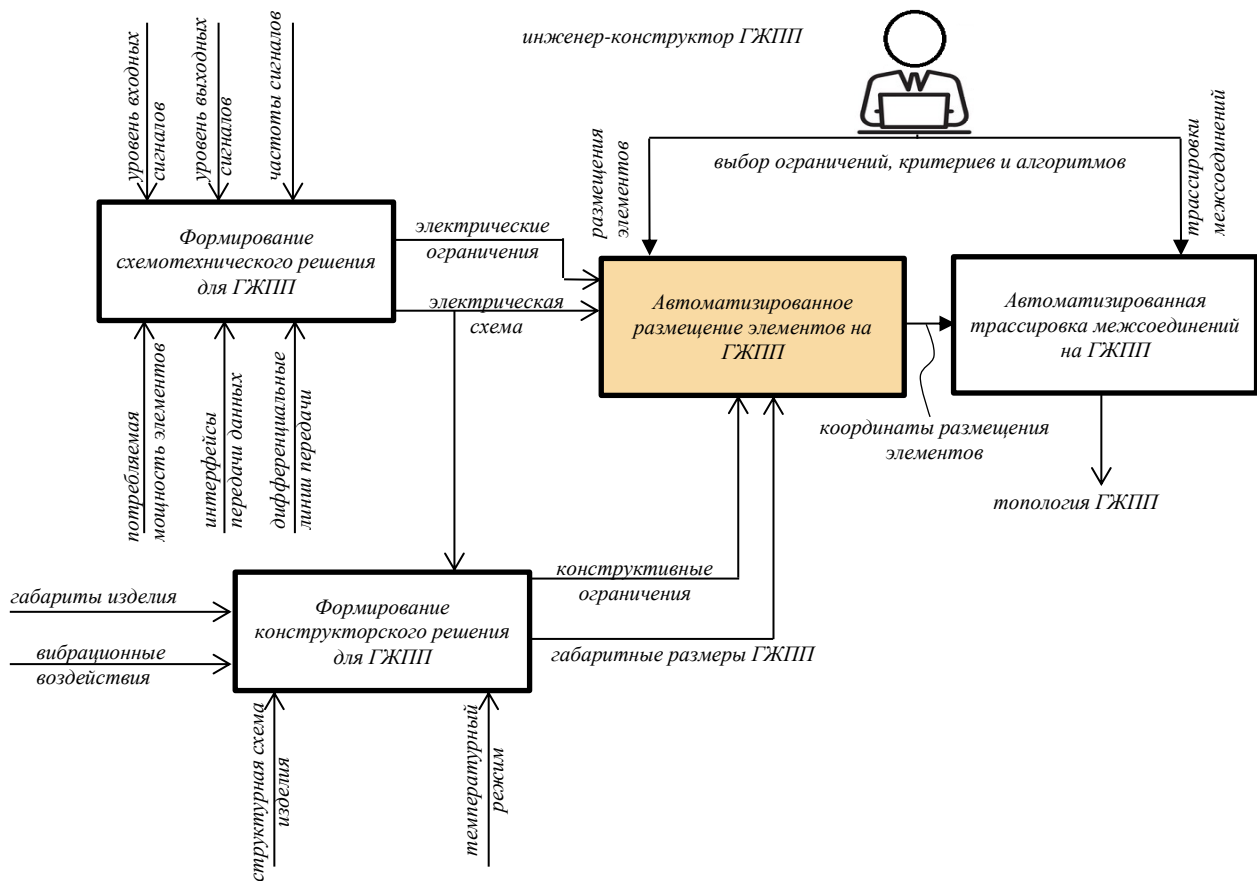 инженер-конструктор ГЖПП
уровень входных
сигналов
уровень выходных
сигналов
частоты сигналов
размещения
элементов
выбор ограничений, критериев и алгоритмов
трассировки
межсоединений
Формирование
схемотехнического решения
для ГЖПП
электрические
ограничения
электрическая
схема
Автоматизированное
размещение элементов на
ГЖПП
Автоматизированная
трассировка межсоединений
на ГЖПП
потребляемая
мощность элементов
интерфейсы
передачи данных
дифференциальные
линии передачи
координаты размещения
элементов
топология ГЖПП
габариты изделия
вибрационные
воздействия
Формирование
конструкторского решения
для ГЖПП
конструктивные
ограничения
габаритные размеры ГЖПП
структурная схема
изделия
температурный
режим